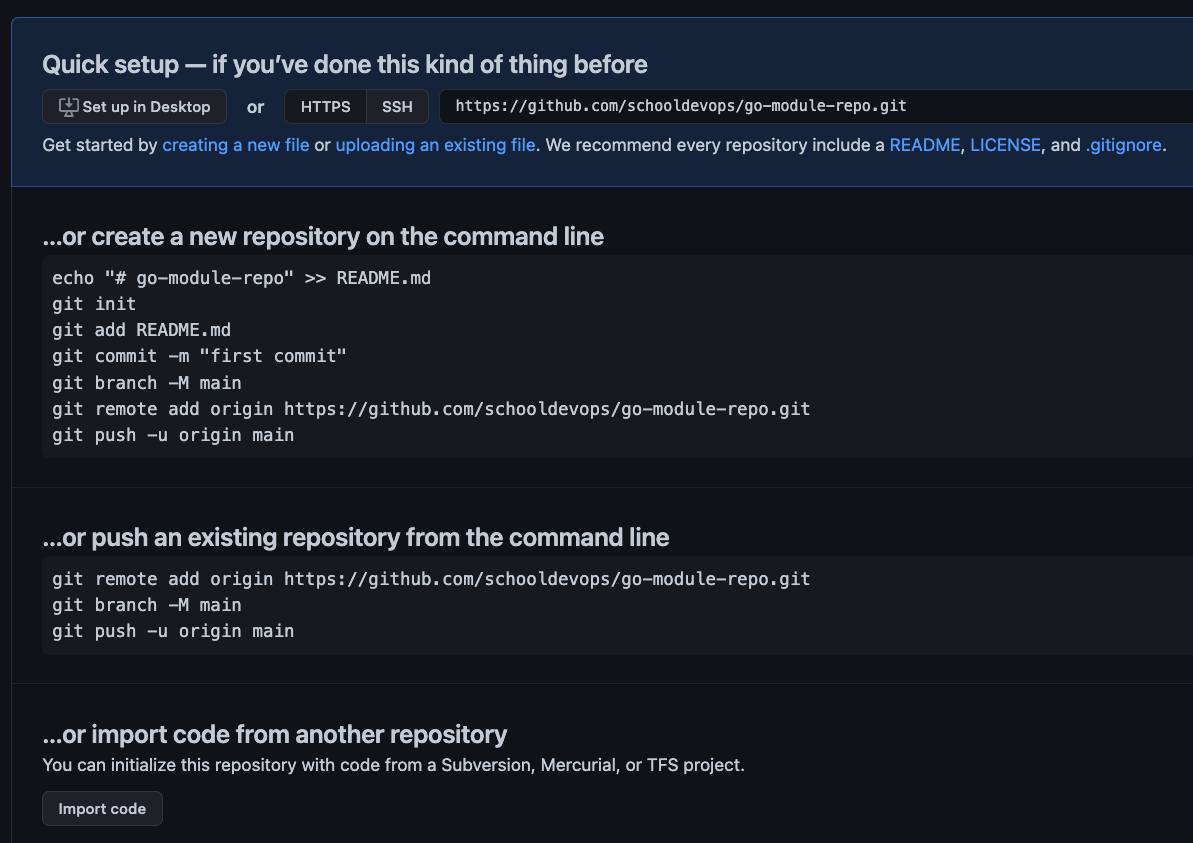 Quick setup — if you’ve done this kind of thing before
Set up in Desktop or HTTPS SSH https://github.com/schooldevops/go-module-repo.git
Get started by creating a new file or uploading an existing file. We recommend every repository include a README, LICENSE, and .gitignore.
…or create a new repository on the command line
echo "# go-module-repo" >> README.md
git init
git add README.md
git commit -m "first commit"
git branch -M main
git remote add origin https://github.com/schooldevops/go-module-repo.git
git push -u origin main
…or push an existing repository from the command line
git remote add origin https://github.com/schooldevops/go-module-repo.git
git branch -M main
git push -u origin main
…or import code from another repository
You can initialize this repository with code from a Subversion, Mercurial, or TFS project.
Import code